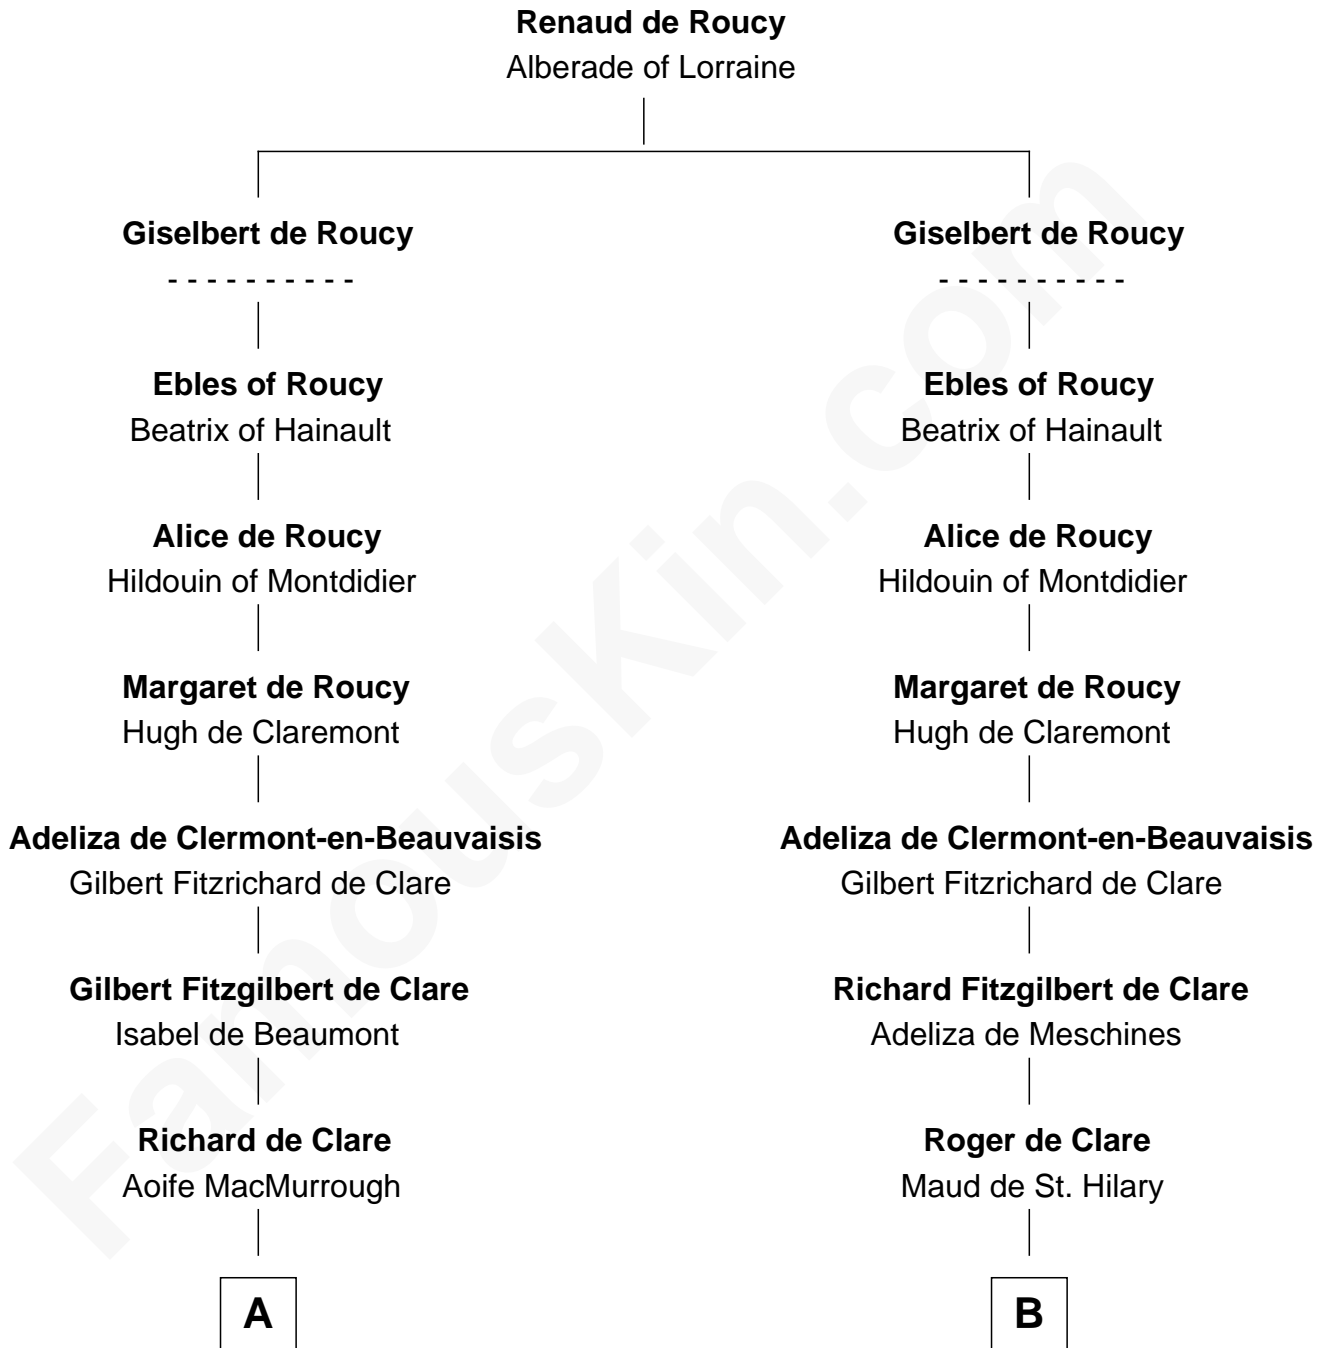 Renaud de Roucy
Alberade of Lorraine
Giselbert de Roucy Giselbert de Roucy
- - - - - - - - - - - - - - - - - - - -
Ebles of Roucy Ebles of Roucy
Beatrix of Hainault Beatrix of Hainault
Alice de Roucy Alice de Roucy
Hildouin of Montdidier Hildouin of Montdidier
Margaret de Roucy Margaret de Roucy
Hugh de Claremont Hugh de Claremont
Adeliza de Clermont-en-Beauvaisis Adeliza de Clermont-en-Beauvaisis
Gilbert Fitzrichard de Clare Gilbert Fitzrichard de Clare
Gilbert Fitzgilbert de Clare Richard Fitzgilbert de Clare
Isabel de Beaumont Adeliza de Meschines
Richard de Clare Roger de Clare
Aoife MacMurrough Maud de St. Hilary
A B
FamousKin.com